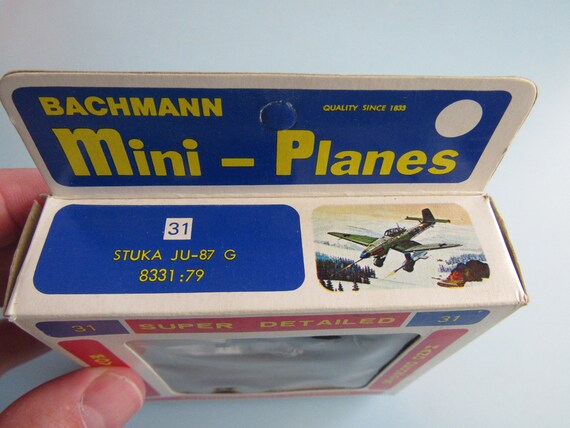 BACHMANN
QUALITY SINCE 1833
Mini - Planes
31
STUKA JU-87 G
8331:79
31 SUPER DETAILED 31